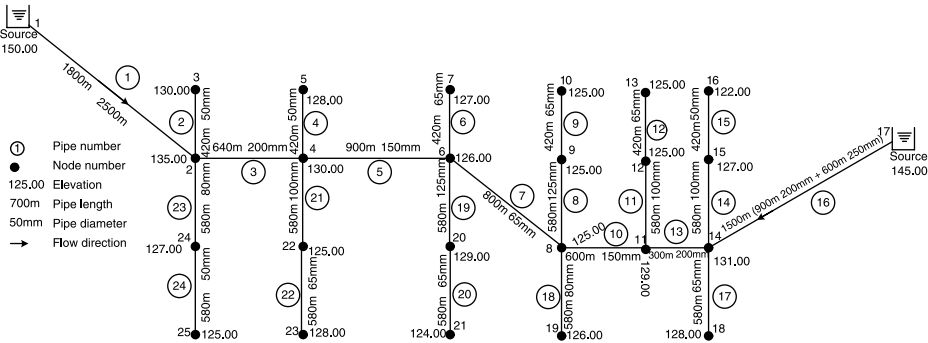 1
Source
150.00
1
1800m
2500m
3
130.00
2
420m 50mm
5
128.00
4
420m 50mm
7
127.00
6
420m 65mm
10
125.00
9
420m 65mm
13
125.00
12
420m 65mm
16
122.00
15
420m 50mm
17
Source
145.00
1500m (900m 200mm + 600m 250mm)
16
1 Pipe number
Node number
125.00 Elevation
700m Pipe length
50mm Pipe diameter
Flow direction
135.00
2
640m 200mm
3
4
130.00
900m 150mm
5
6
126.00
800m 65mm
7
9
125.00
580m 125mm
8
125.00
12
580m 100mm
11
15
127.00
580m 100mm
14
580m 80mm
23
580m 100mm
21
580m 125mm
19
8
125.00
600m 150mm
10
11
129.00
300m 200mm
13
14
131.00
24
127.00
580m 50mm
24
25
125.00
22
125.00
580m 65mm
22
23
128.00
20
129.00
580m 65mm
20
21
124.00
580m 80mm
18
19
126.00
580m 65mm
17
18
128.00